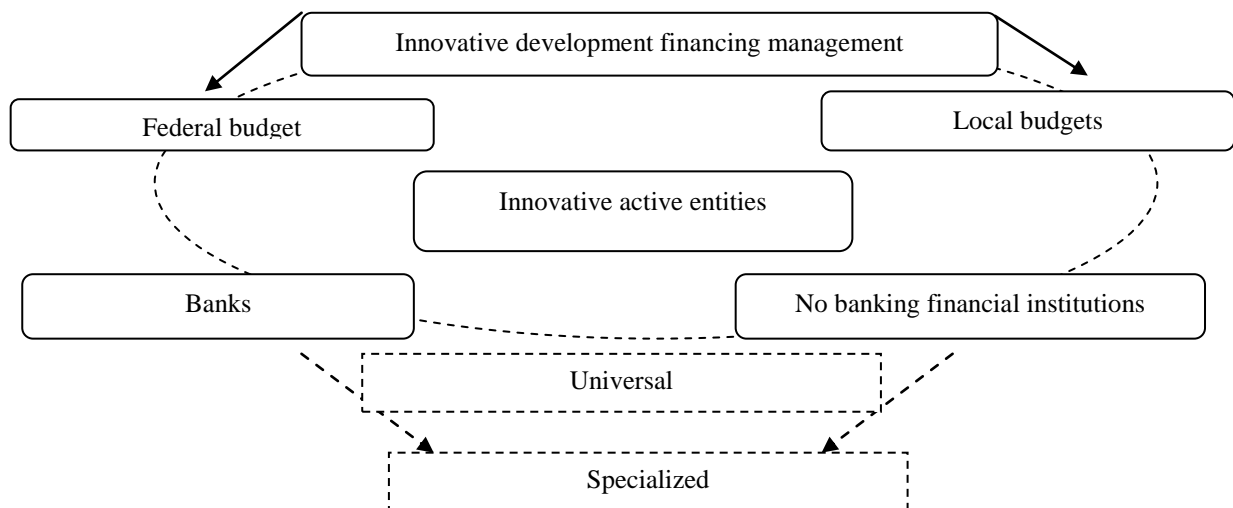 Innovative development financing management
Federal budget
Local budgets
Innovative active entities
Banks
No banking financial institutions
Universal
Specialized